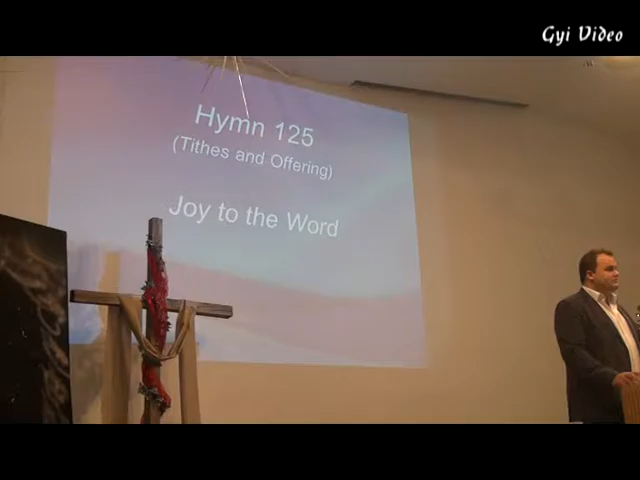 Gyi Video
Hymn 125
(Tithes and Offering)
Joy to the Word